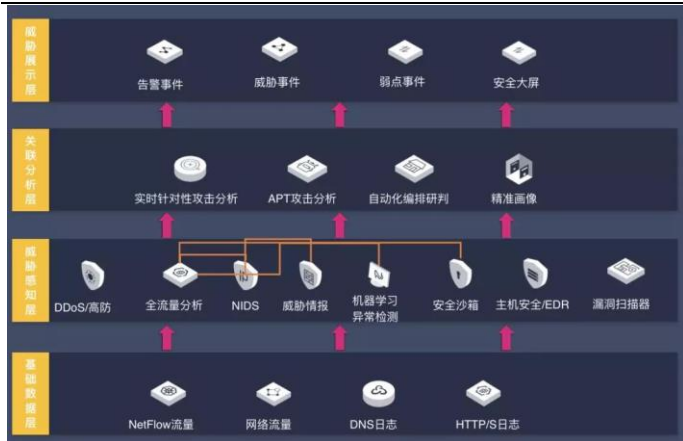 威胁展示层
告警事件
威胁事件
弱点事件
安全大屏
关联分析层
实时针对性攻击分析
APT攻击分析
自动化编排研判
精准画像
威胁感知层
DDoS/高防
全流量分析
NIDS
威胁情报
机器学习
异常检测
安全沙箱
主机安全/EDR
漏洞扫描器
基础数据层
NetFlow流量
网络流量
DNS日志
HTTP/S日志